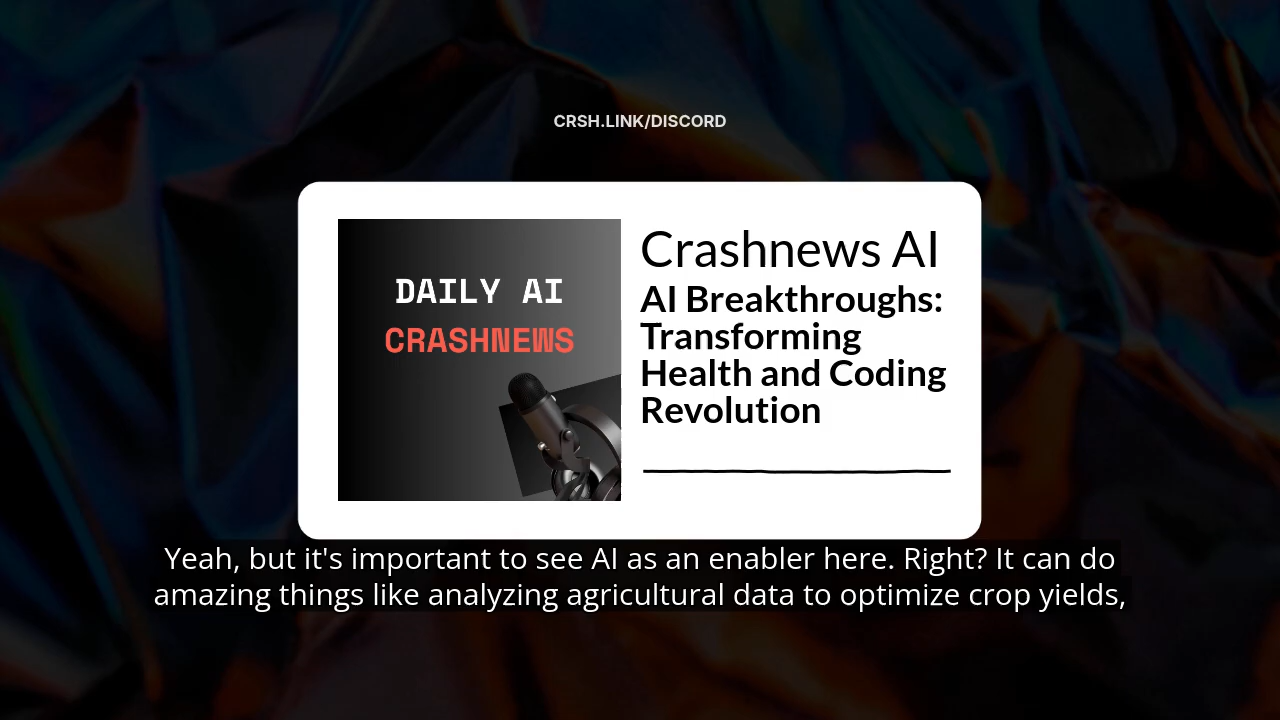 CRSH.LINK/DISCORD
DAILY AI
CRASHNEWS
Crashnews AI
AI Breakthroughs:
Transforming
Health and Coding
Revolution
Yeah, but it's important to see AI as an enabler here. Right? It can do
amazing things like analyzing agricultural data to optimize crop yields,